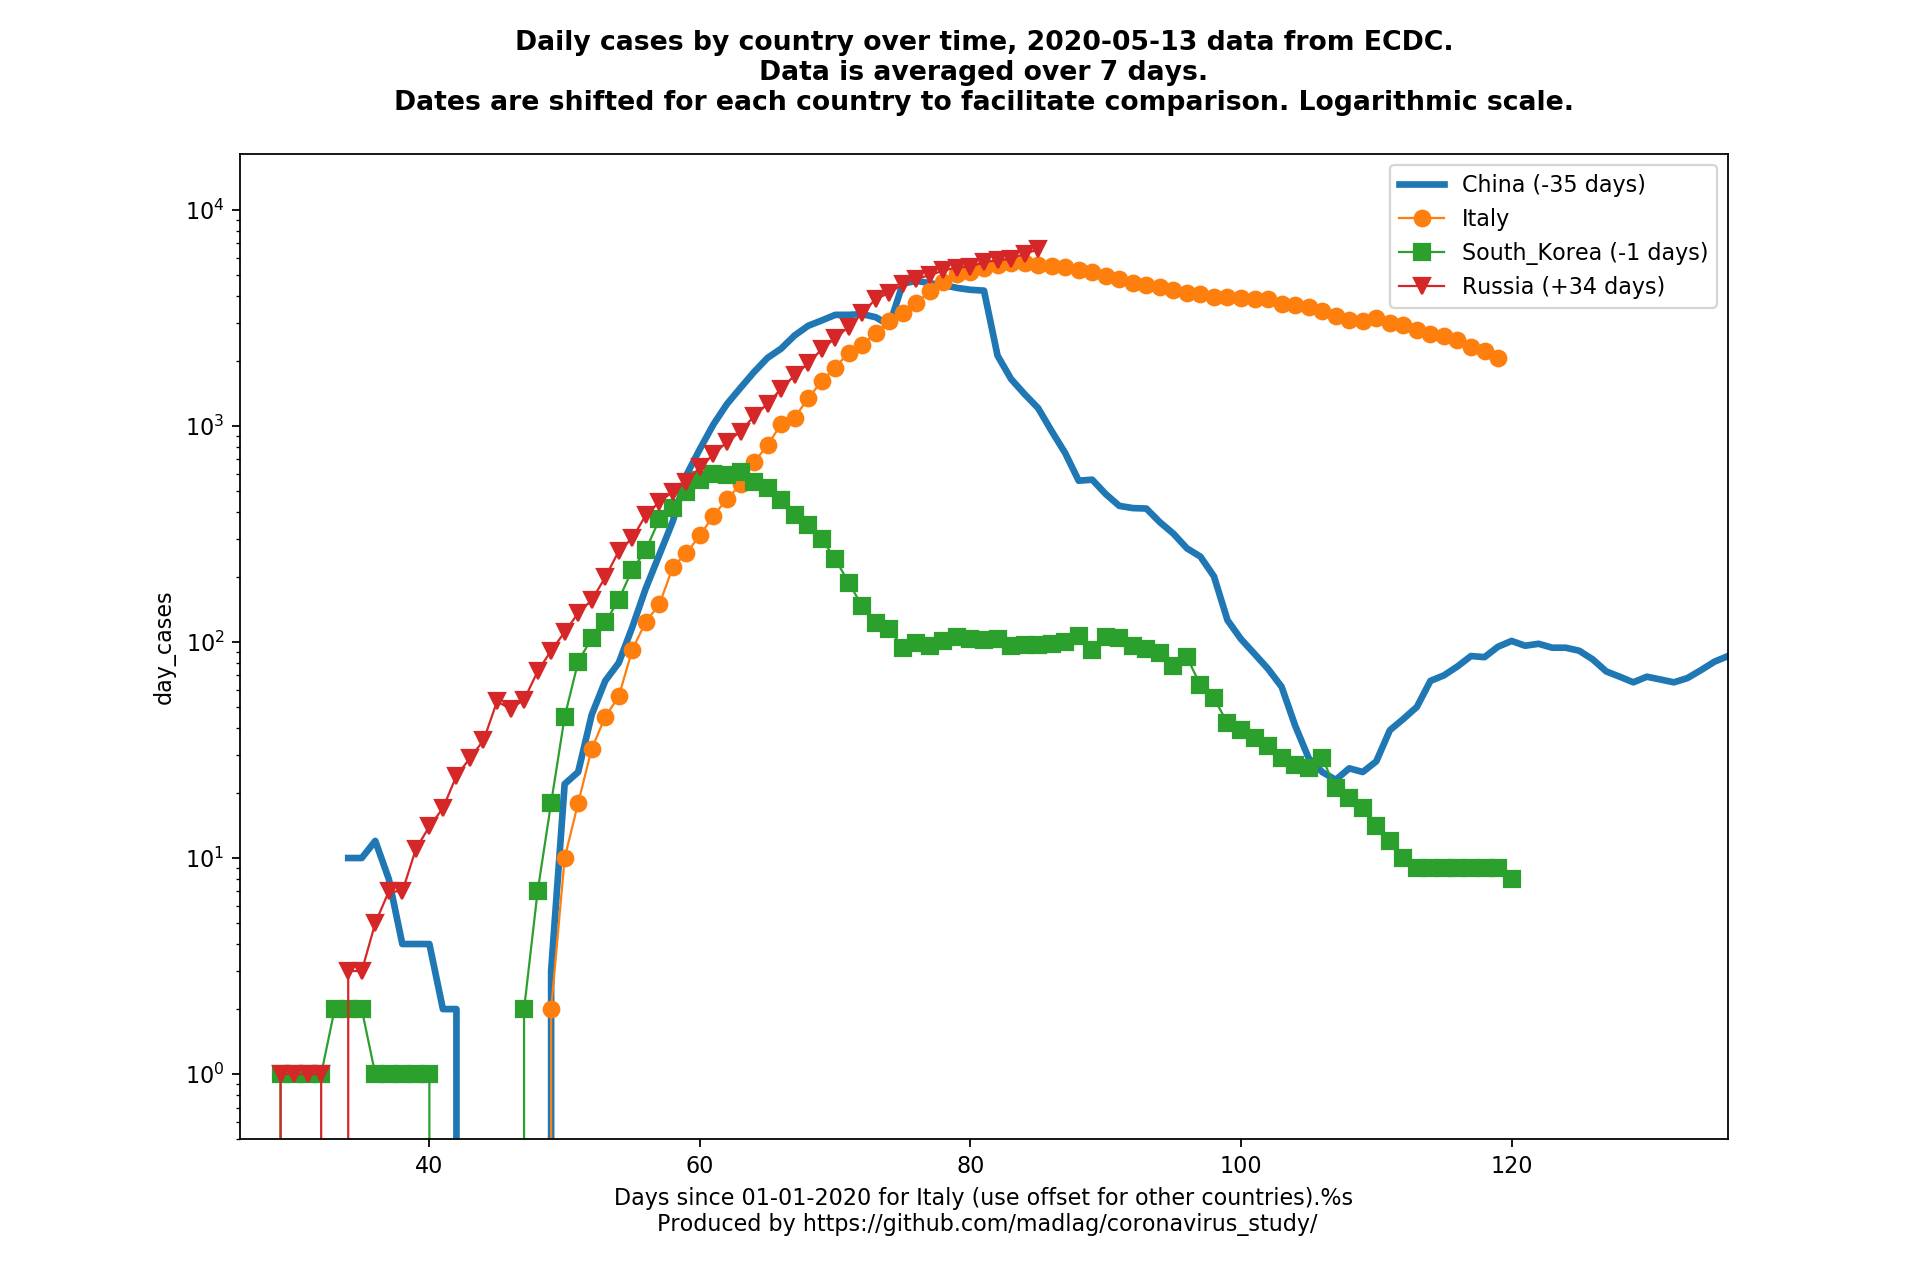 Daily cases by country over time, 2020-05-13 data from ECDC.
Data is averaged over 7 days.
Dates are shifted for each country to facilitate comparison. Logarithmic scale.
China (-35 days)
Italy
South_Korea (-1 days)
Russia (+34 days)
10⁴
10³
10²
10¹
10⁰
day_cases
40 60 80 100 120
Days since 01-01-2020 for Italy (use offset for other countries).%s
Produced by https://github.com/madlag/coronavirus_study/